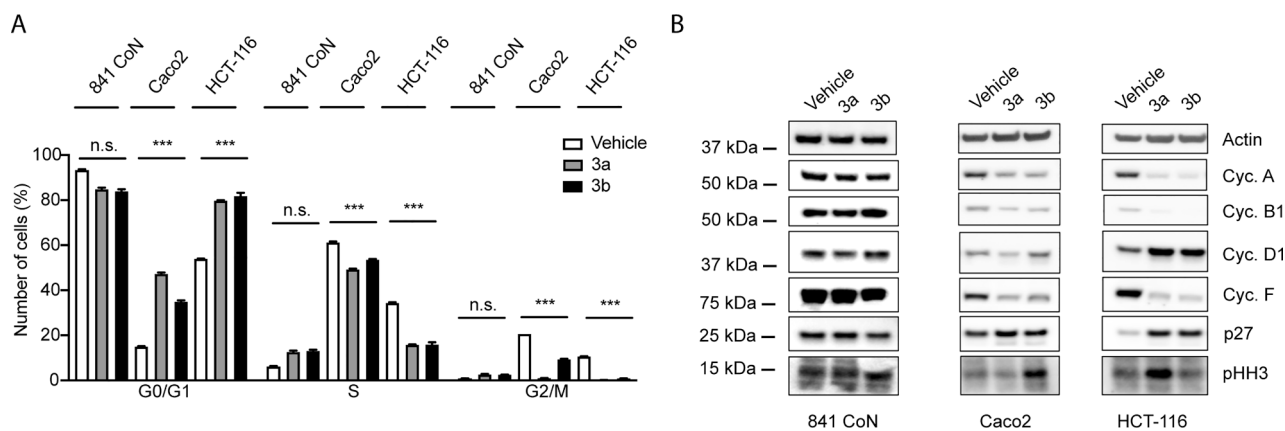 A
841 CoN Caco2 HCT-116 841 CoN Caco2 HCT-116 841 CoN Caco2 HCT-116
Vehicle
3a
3b
Number of cells (%)
100
80
60
40
20
0
n.s. *** ***
n.s. *** ***
n.s. *** ***
G0/G1 S G2/M
B
Vehicle 3a 3b Vehicle 3a 3b Vehicle 3a 3b
37 kDa Actin
50 kDa Cyc. A
50 kDa Cyc. B1
37 kDa Cyc. D1
75 kDa Cyc. F
25 kDa p27
15 kDa pHH3
841 CoN Caco2 HCT-116